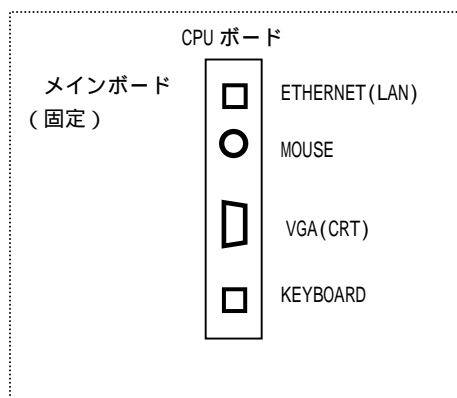 CPU ボード
メインボード
(固定)
ETHERNET(LAN)
MOUSE
VGA(CRT)
KEYBOARD